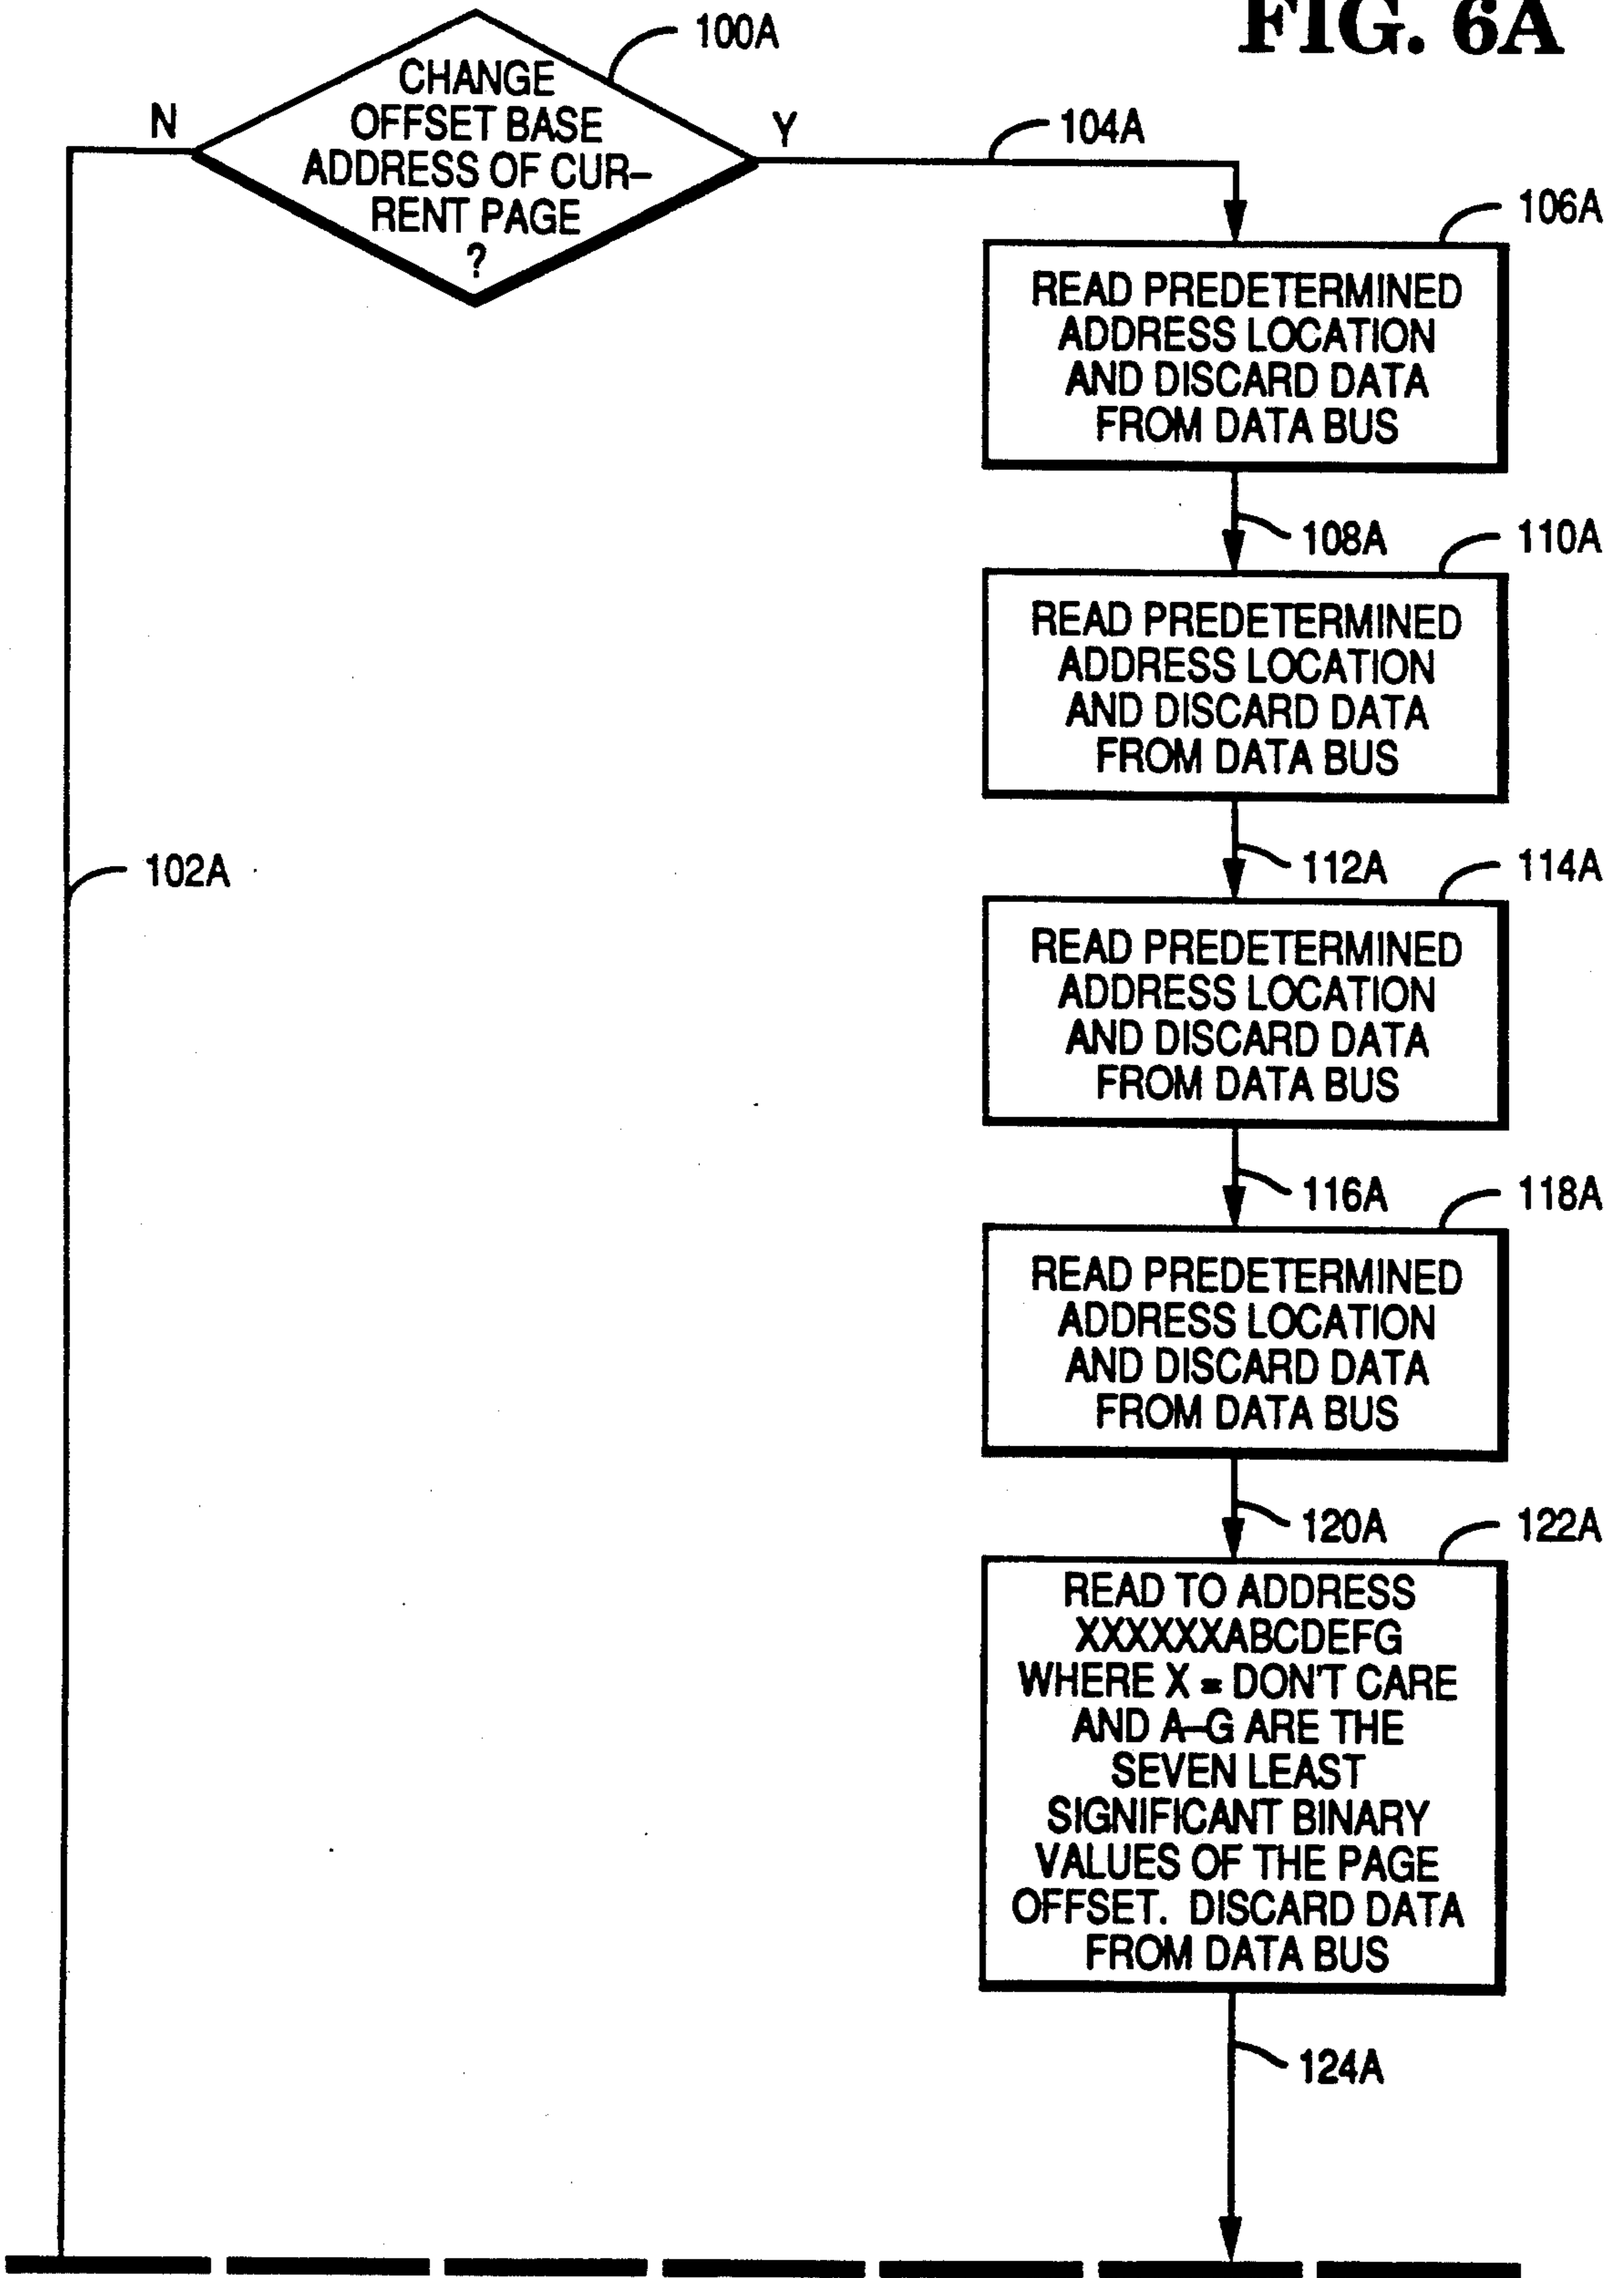 FIG. 6A
100A
CHANGE
OFFSET BASE
ADDRESS OF CUR-
RENT PAGE
?
N
Y
104A
106A
READ PREDETERMINED
ADDRESS LOCATION
AND DISCARD DATA
FROM DATA BUS
108A
110A
READ PREDETERMINED
ADDRESS LOCATION
AND DISCARD DATA
FROM DATA BUS
102A
112A
114A
READ PREDETERMINED
ADDRESS LOCATION
AND DISCARD DATA
FROM DATA BUS
116A
118A
READ PREDETERMINED
ADDRESS LOCATION
AND DISCARD DATA
FROM DATA BUS
120A
122A
READ TO ADDRESS
XXXXXXABCDEFG
WHERE X = DON'T CARE
AND A-G ARE THE
SEVEN LEAST
SIGNIFICANT BINARY
VALUES OF THE PAGE
OFFSET. DISCARD DATA
FROM DATA BUS
124A